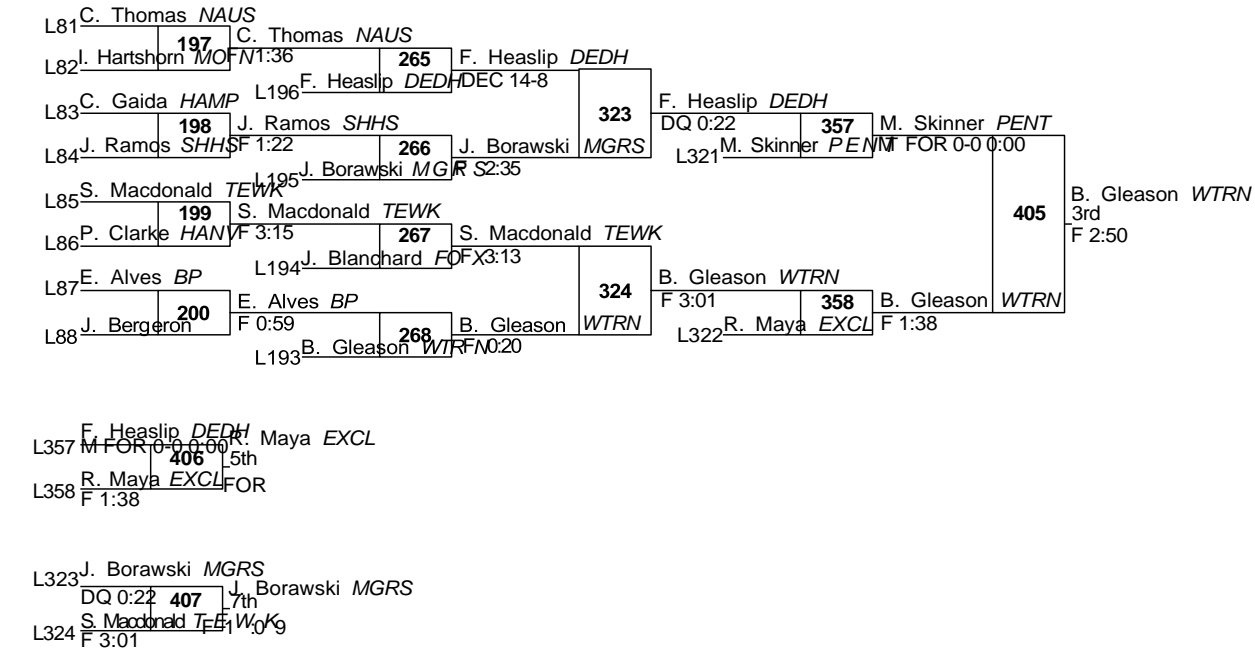 C. Thomas NAUS
L81
197
C. Thomas NAUS
I. Hartshorn MOFN
F 1:36
L82
265
F. Heaslip DEDH
L196
F. Heaslip DEDH
DEC 14-8
C. Gaida HAMP
L83
323
F. Heaslip DEDH
198
J. Ramos SHHS
DQ 0:22
357
M. Skinner PENT
J. Ramos SHHS
F 1:22
L84
266
J. Borawski MGRS
L321
M. Skinner PENT
M FOR 0-0 0:00
L195
J. Borawski MGRS
F 2:35
S. Macdonald TEWK
L85
B. Gleason WTRN
199
S. Macdonald TEWK
405
3rd
P. Clarke HANV
F 3:15
L86
267
S. Macdonald TEWK
F 2:50
L194
J. Blanchard FOFX
F 3:13
E. Alves BP
L87
324
B. Gleason WTRN
200
E. Alves BP
F 3:01
358
B. Gleason WTRN
J. Bergeron
F 0:59
L88
268
B. Gleason WTRN
L322
R. Maya EXCL
F 1:38
L193
B. Gleason WTRN
F 0:20
F. Heaslip DEDH
L357
M FOR 0-0 0:00
R. Maya EXCL
406
5th
R. Maya EXCL
FOR
L358
F 1:38
J. Borawski MGRS
L323
DQ 0:22
407
J. Borawski MGRS
7th
S. Macdonald TEWK
F 1:09
L324
F 3:01